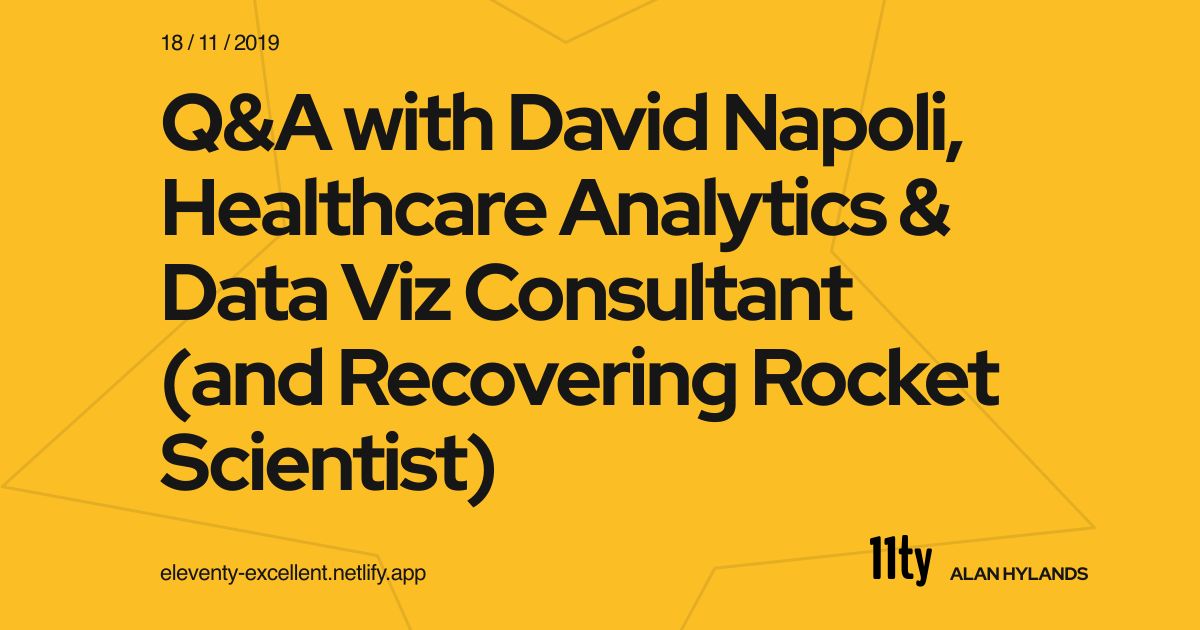 18 / 11 / 2019
Q&A with David Napoli,
Healthcare Analytics &
Data Viz Consultant
(and Recovering Rocket
Scientist)
eleventy-excellent.netlify.app
11ty ALAN HYLANDS